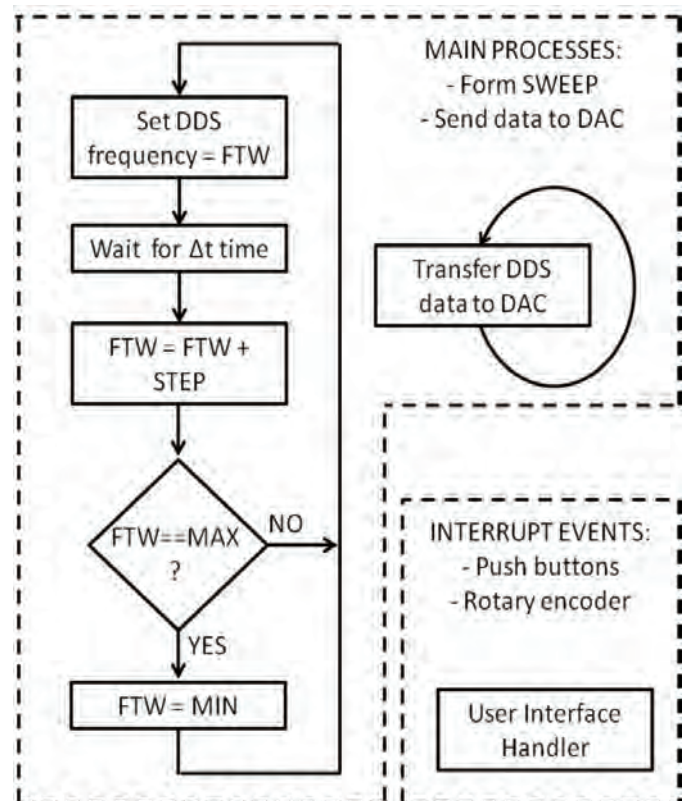 MAIN PROCESSES:
- Form SWEEP
- Send data to DAC
Set DDS
frequency = FTW
Wait for Δt time
FTW = FTW +
STEP
FTW==MAX
?
NO
YES
FTW = MIN
Transfer DDS
data to DAC
INTERRUPT EVENTS:
- Push buttons
- Rotary encoder
User Interface
Handler